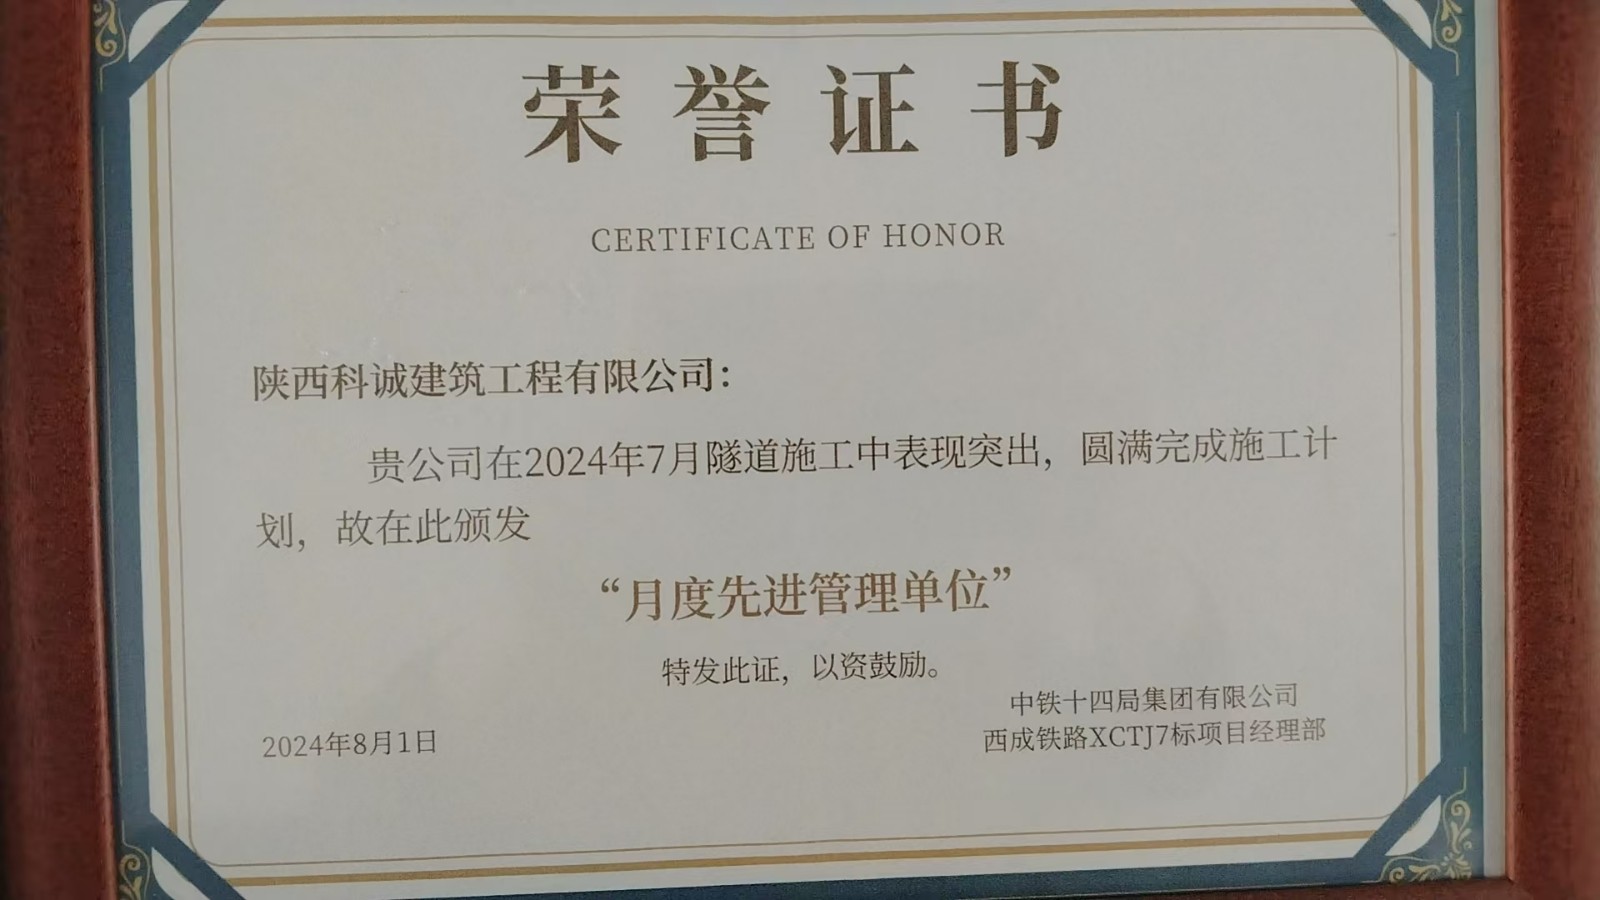 荣誉证书
CERTIFICATE OF HONOR
陕西科诚建筑工程有限公司：
贵公司在2024年7月隧道施工中表现突出，圆满完成施工计
划，故在此颁发
“月度先进管理单位”
特发此证，以资鼓励。
中铁十四局集团有限公司
西成铁路XCTJ7标项目经理部
2024年8月1日